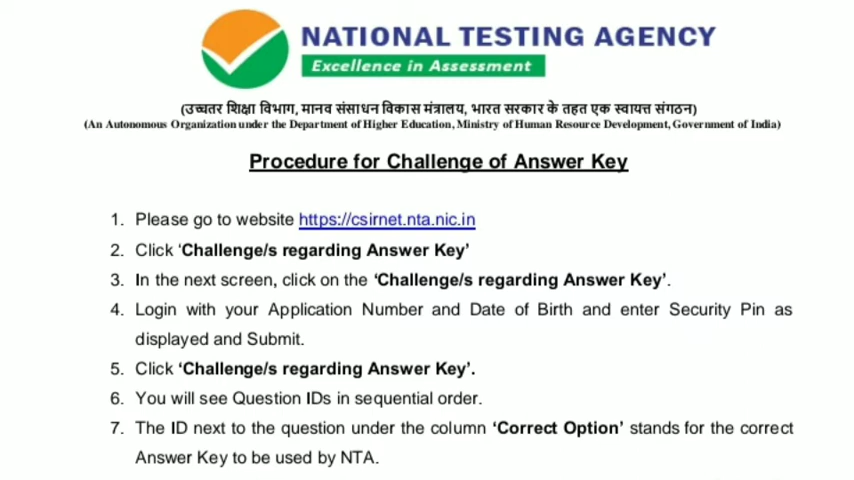 NATIONAL TESTING AGENCY
Excellence in Assessment
(उच्चतर शिक्षा विभाग, मानव संसाधन विकास मंत्रालय, भारत सरकार के तहत एक स्वायत्त संगठन)
(An Autonomous Organization under the Department of Higher Education, Ministry of Human Resource Development, Government of India)
Procedure for Challenge of Answer Key
1. Please go to website https://csirnet.nta.nic.in
2. Click ‘Challenge/s regarding Answer Key’
3. In the next screen, click on the ‘Challenge/s regarding Answer Key’.
4. Login with your Application Number and Date of Birth and enter Security Pin as
displayed and Submit.
5. Click ‘Challenge/s regarding Answer Key’.
6. You will see Question IDs in sequential order.
7. The ID next to the question under the column ‘Correct Option’ stands for the correct
Answer Key to be used by NTA.